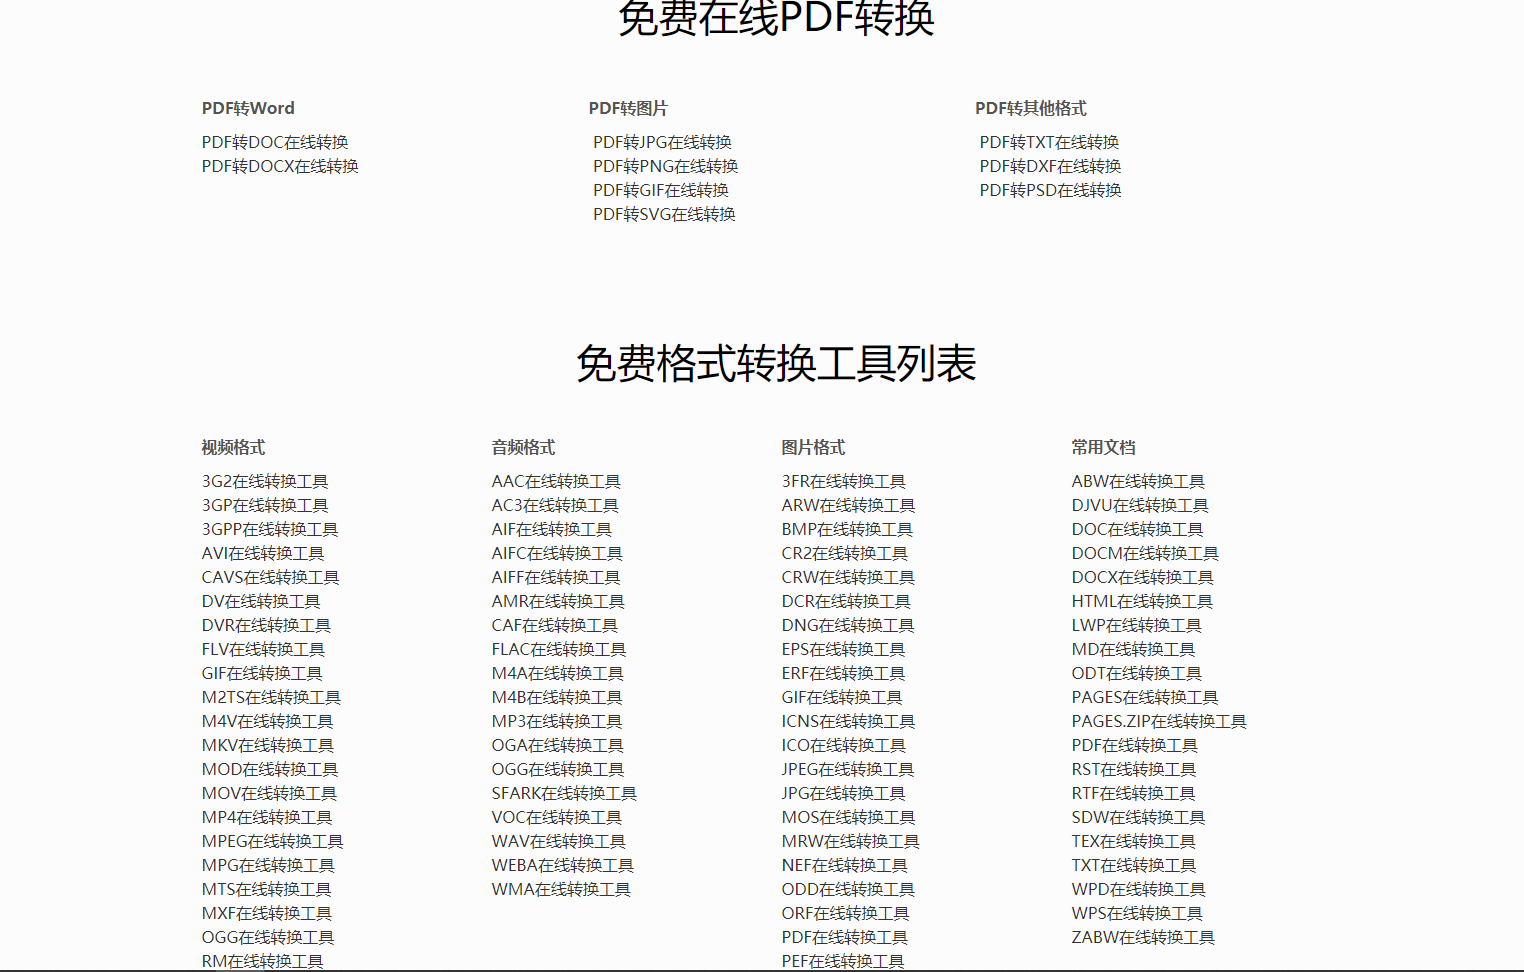 免费在线PDF转换
PDF转Word
PDF转DOC在线转换
PDF转DOCX在线转换
PDF转图片
PDF转JPG在线转换
PDF转PNG在线转换
PDF转GIF在线转换
PDF转SVG在线转换
PDF转其他格式
PDF转TXT在线转换
PDF转DXF在线转换
PDF转PSD在线转换
免费格式转换工具列表
视频格式
3G2在线转换工具
3GP在线转换工具
3GPP在线转换工具
AVI在线转换工具
CAVS在线转换工具
DV在线转换工具
DVR在线转换工具
FLV在线转换工具
GIF在线转换工具
M2TS在线转换工具
M4V在线转换工具
MKV在线转换工具
MOD在线转换工具
MOV在线转换工具
MP4在线转换工具
MPEG在线转换工具
MPG在线转换工具
MTS在线转换工具
MXF在线转换工具
OGG在线转换工具
RM在线转换工具
音频格式
AAC在线转换工具
AC3在线转换工具
AIF在线转换工具
AIFC在线转换工具
AIFF在线转换工具
AMR在线转换工具
CAF在线转换工具
FLAC在线转换工具
M4A在线转换工具
M4B在线转换工具
MP3在线转换工具
OGA在线转换工具
OGG在线转换工具
SFARK在线转换工具
VOC在线转换工具
WAV在线转换工具
WEBA在线转换工具
WMA在线转换工具
图片格式
3FR在线转换工具
ARW在线转换工具
BMP在线转换工具
CR2在线转换工具
CRW在线转换工具
DCR在线转换工具
DNG在线转换工具
EPS在线转换工具
ERF在线转换工具
GIF在线转换工具
ICNS在线转换工具
ICO在线转换工具
JPEG在线转换工具
JPG在线转换工具
MOS在线转换工具
MRW在线转换工具
NEF在线转换工具
ODD在线转换工具
ORF在线转换工具
PDF在线转换工具
PEF在线转换工具
常用文档
ABW在线转换工具
DJVU在线转换工具
DOC在线转换工具
DOCM在线转换工具
DOCX在线转换工具
HTML在线转换工具
LWP在线转换工具
MD在线转换工具
ODT在线转换工具
PAGES在线转换工具
PAGES.ZIP在线转换工具
PDF在线转换工具
RST在线转换工具
RTF在线转换工具
SDW在线转换工具
TEX在线转换工具
TXT在线转换工具
WPD在线转换工具
WPS在线转换工具
ZABW在线转换工具